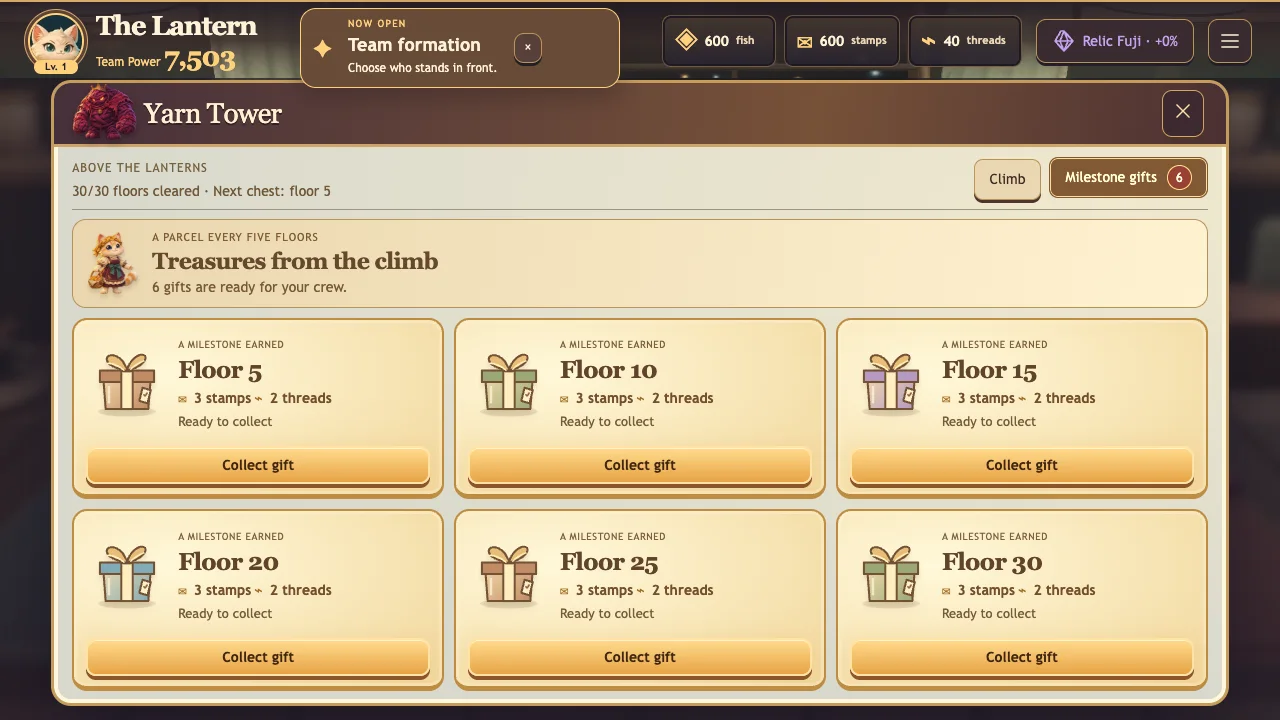 The Lantern
Team Power 7,503
Lv. 1
NOW OPEN
Team formation
Choose who stands in front.
×
600 fish
600 stamps
40 threads
Relic Fuji · +0%
Yarn Tower
ABOVE THE LANTERNS
30/30 floors cleared · Next chest: floor 5
Climb
Milestone gifts 6
A PARCEL EVERY FIVE FLOORS
Treasures from the climb
6 gifts are ready for your crew.
A MILESTONE EARNED
Floor 5
3 stamps 2 threads
Ready to collect
Collect gift
A MILESTONE EARNED
Floor 10
3 stamps 2 threads
Ready to collect
Collect gift
A MILESTONE EARNED
Floor 15
3 stamps 2 threads
Ready to collect
Collect gift
A MILESTONE EARNED
Floor 20
3 stamps 2 threads
Ready to collect
Collect gift
A MILESTONE EARNED
Floor 25
3 stamps 2 threads
Ready to collect
Collect gift
A MILESTONE EARNED
Floor 30
3 stamps 2 threads
Ready to collect
Collect gift